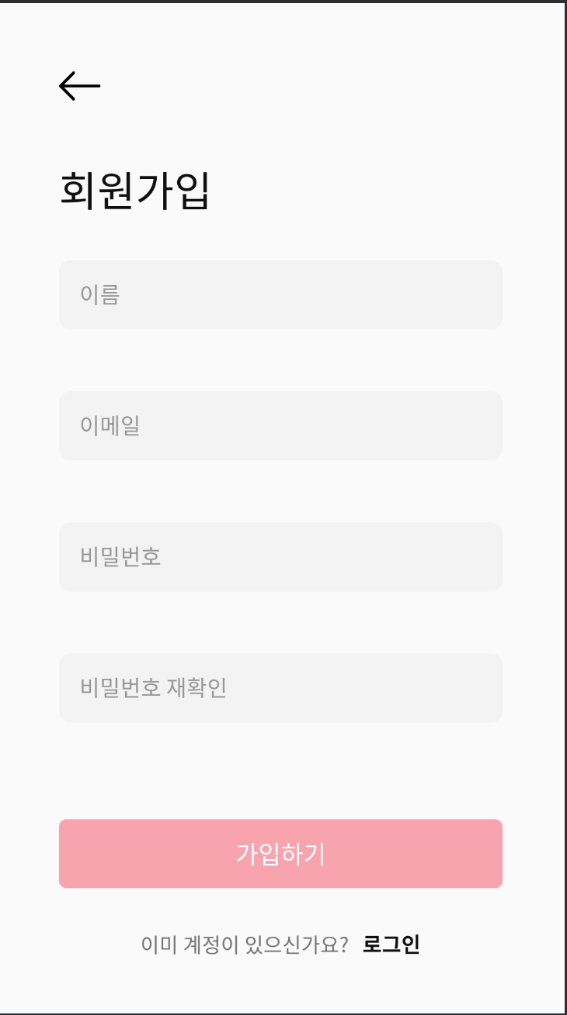 회원가입
이름
이메일
비밀번호
비밀번호 재확인
가입하기
이미 계정이 있으신가요? 로그인